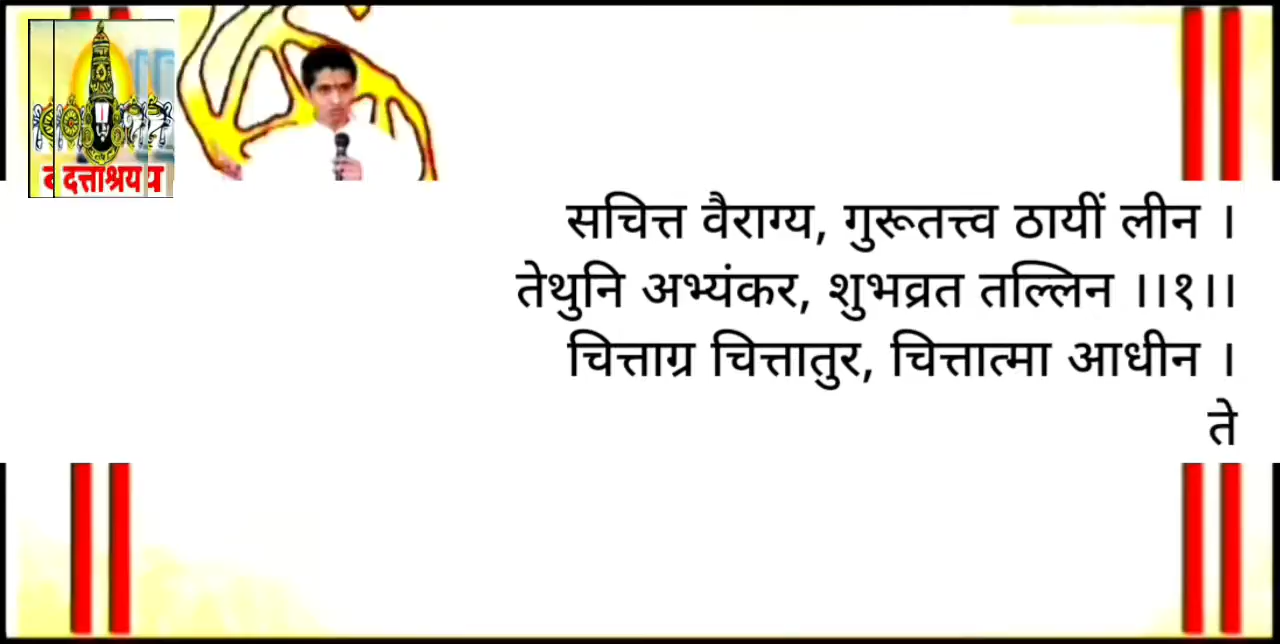 दत्ताश्रय
सचित्त वैराग्य, गुरूतत्त्व ठायीं लीन ।
तेथुनि अभ्यंकर, शुभव्रत तल्लिन ।।१।।
चित्ताग्र चित्तातुर, चित्तात्मा आधीन ।
ते